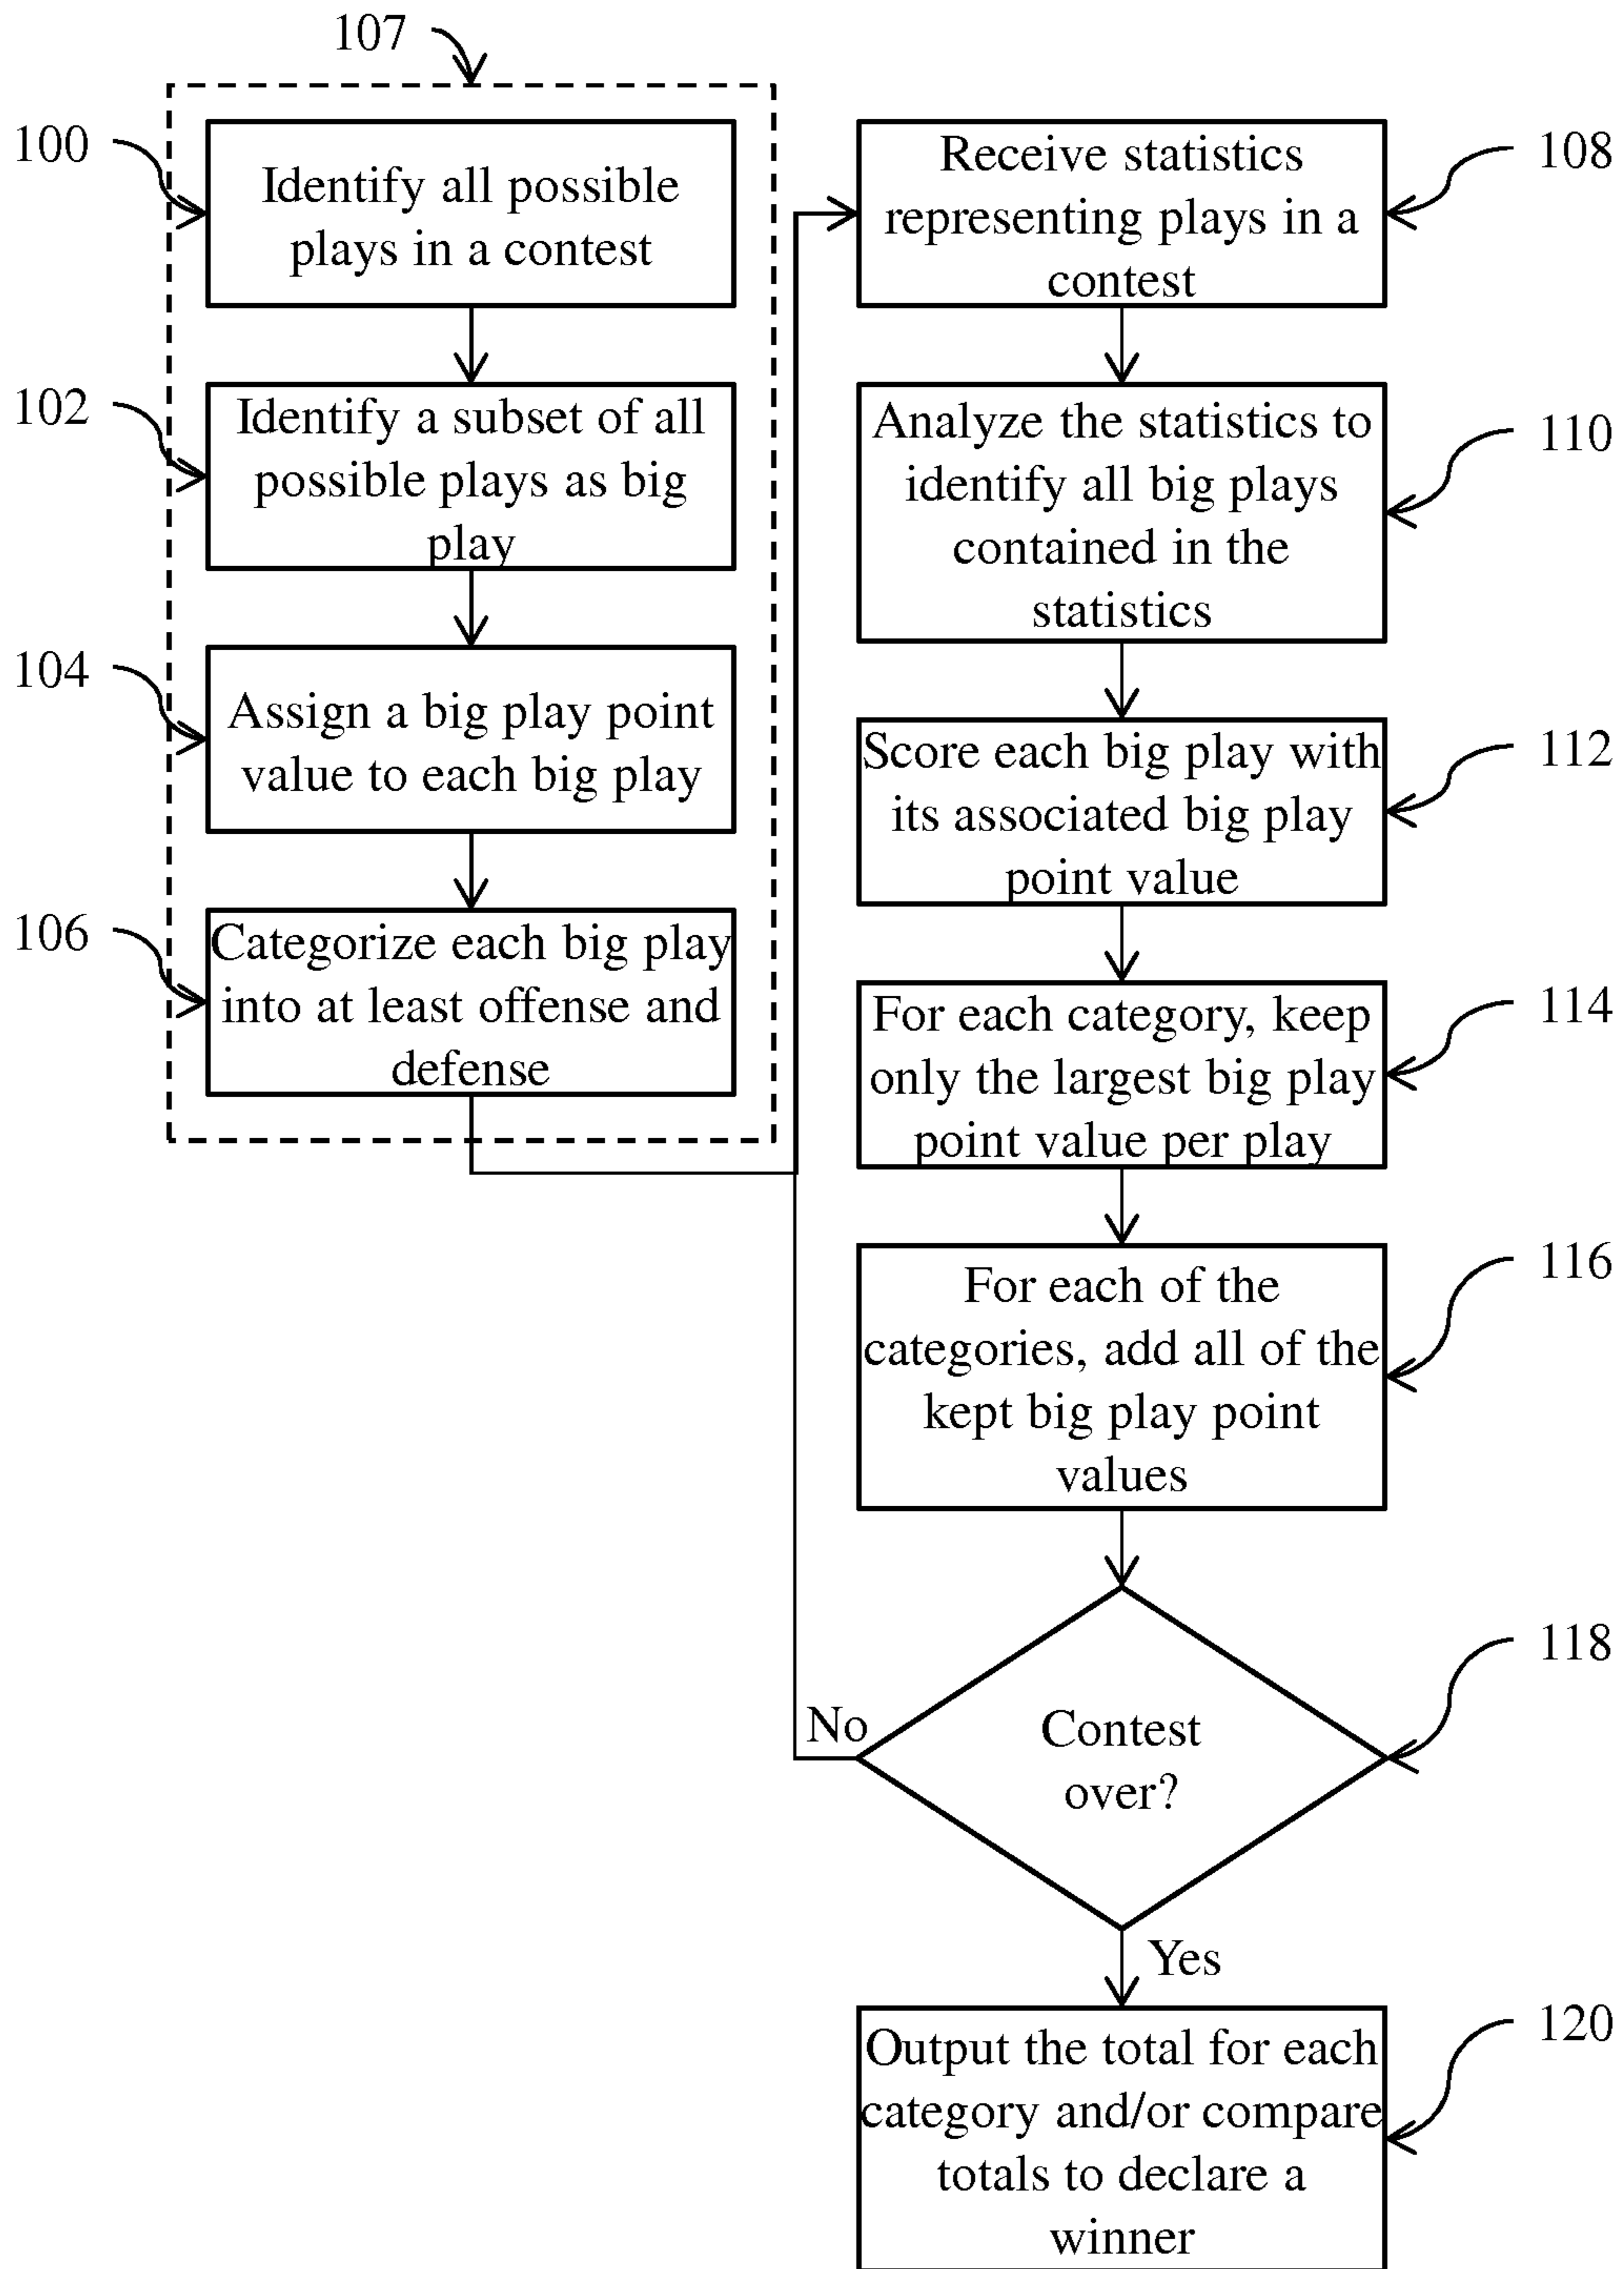 107
100
Identify all possible
plays in a contest
102
Identify a subset of all
possible plays as big
play
104
Assign a big play point
value to each big play
106
Categorize each big play
into at least offense and
defense
Receive statistics
representing plays in a
contest
108
Analyze the statistics to
identify all big plays
contained in the
statistics
110
Score each big play with
its associated big play
point value
112
For each category, keep
only the largest big play
point value per play
114
For each of the
categories, add all of the
kept big play point
values
116
Contest
over?
118
No
Yes
Output the total for each
category and/or compare
totals to declare a
winner
120